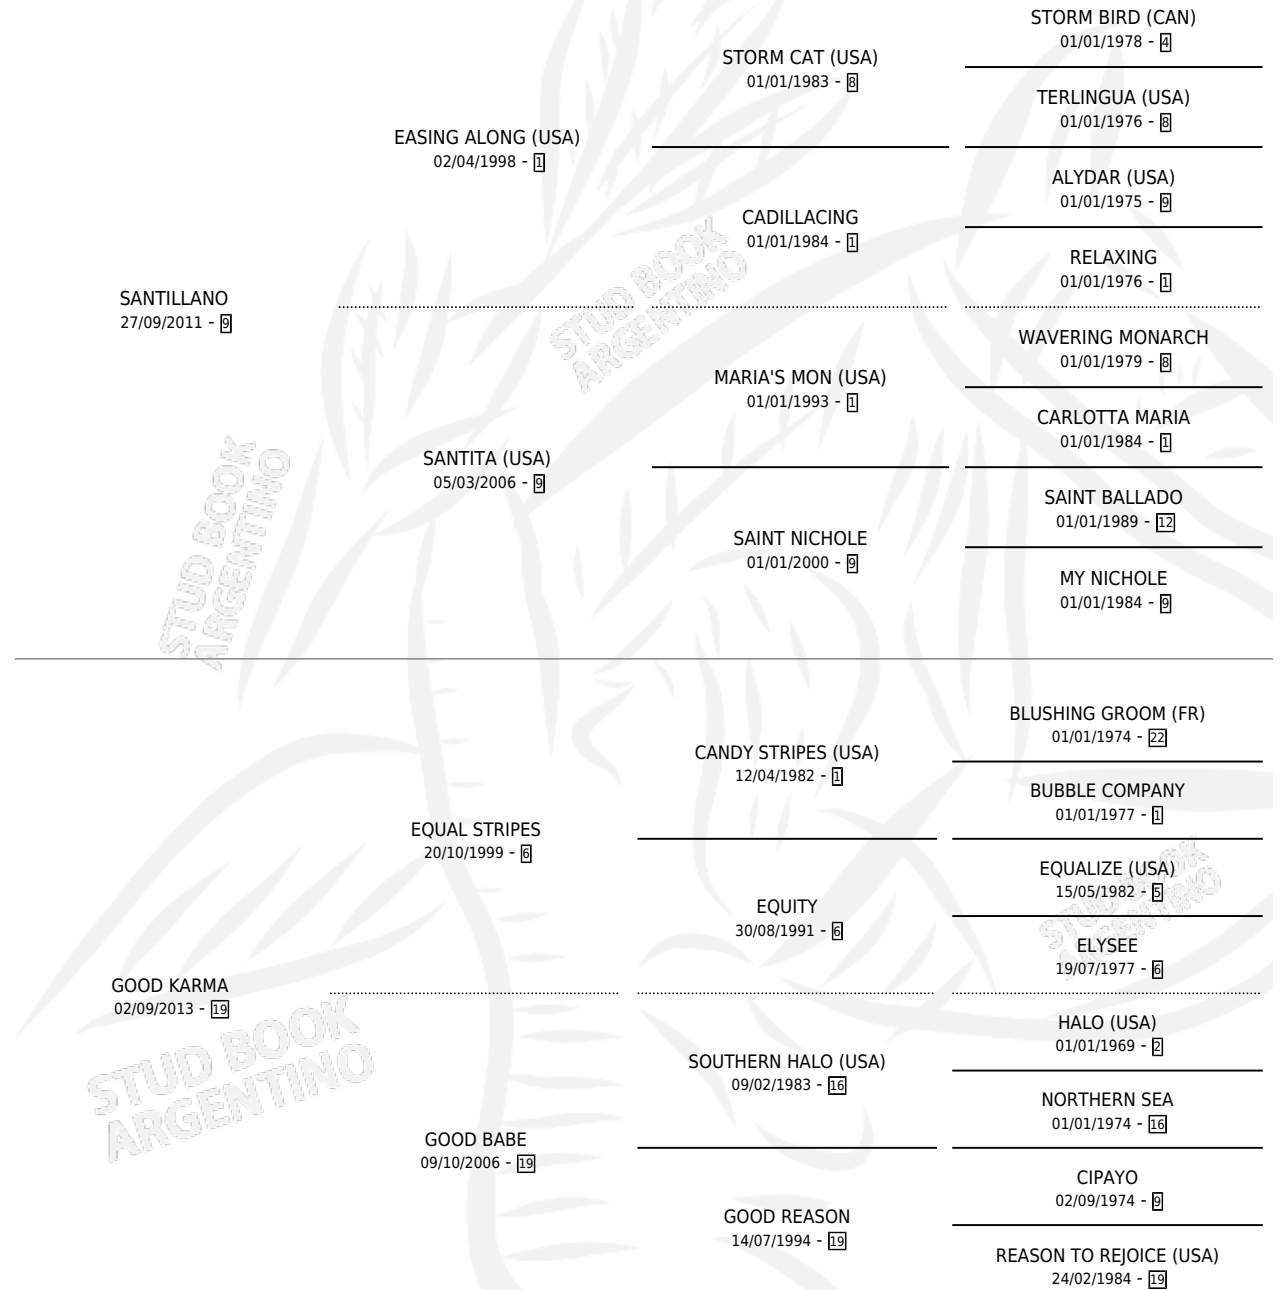 STORM BIRD (CAN)
01/01/1978 - 4
STORM CAT (USA)
01/01/1983 - 8
TERLINGUA (USA)
01/01/1976 - 8
EASING ALONG (USA)
02/04/1998 - 1
ALYDAR (USA)
01/01/1975 - 9
CADILLACING
01/01/1984 - 1
RELAXING
01/01/1976 - 1
SANTILLANO
27/09/2011 - 9
WAVERING MONARCH
01/01/1979 - 8
MARIA'S MON (USA)
01/01/1993 - 1
CARLOTTA MARIA
01/01/1984 - 1
SANTITA (USA)
05/03/2006 - 9
SAINT BALLADO
01/01/1989 - 12
SAINT NICHOLE
01/01/2000 - 9
MY NICHOLE
01/01/1984 - 9
BLUSHING GROOM (FR)
01/01/1974 - 22
CANDY STRIPES (USA)
12/04/1982 - 1
BUBBLE COMPANY
01/01/1977 - 1
EQUAL STRIPES
20/10/1999 - 6
EQUALIZE (USA)
15/05/1982 - 5
EQUITY
30/08/1991 - 6
ELYSEE
19/07/1977 - 6
GOOD KARMA
02/09/2013 - 19
HALO (USA)
01/01/1969 - 2
SOUTHERN HALO (USA)
09/02/1983 - 16
NORTHERN SEA
01/01/1974 - 16
GOOD BABE
09/10/2006 - 19
CIPAYO
02/09/1974 - 9
GOOD REASON
14/07/1994 - 19
REASON TO REJOICE (USA)
24/02/1984 - 19
STUD BOOK
ARGENTINO
STUD BOOK
ARGENTINO
STUD BOOK
ARGENTINO
STUD BOOK
ARGENTINO